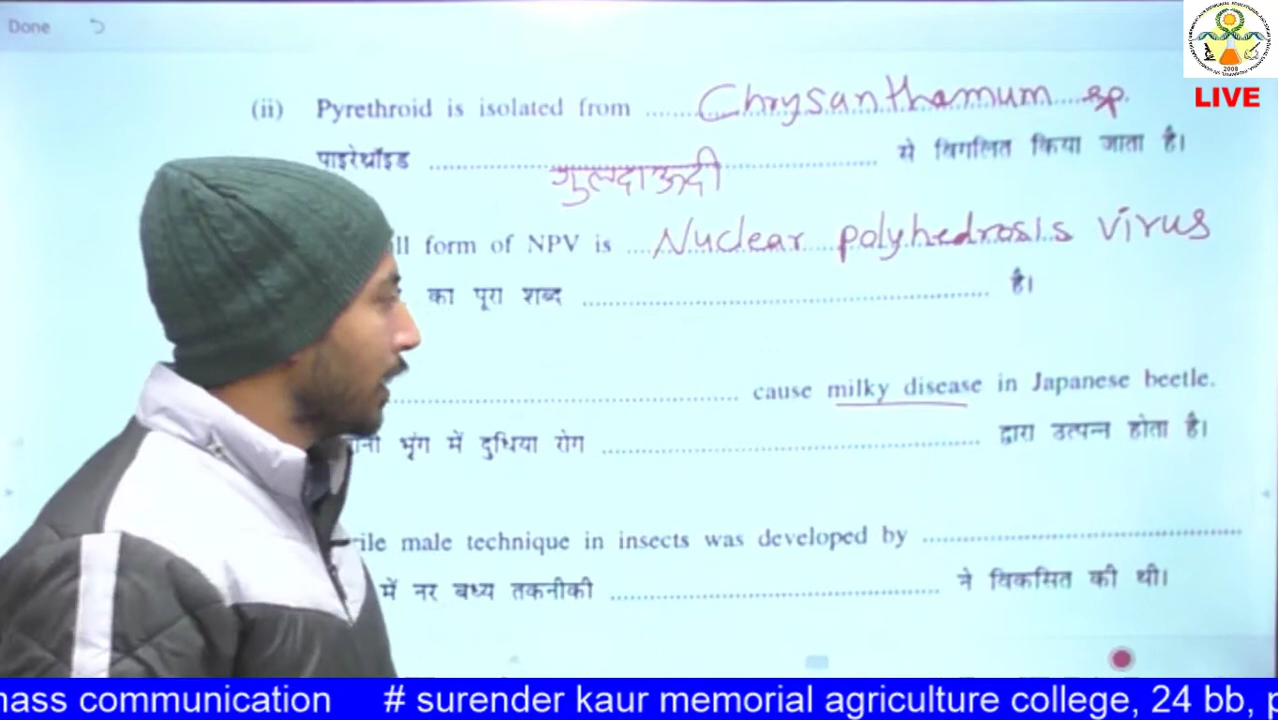 Done
LIVE
2008
(ii) Pyrethroid is isolated from .......... Chrysanthamum sp.
पाइरेथ्रॉइड .......... से विगलित किया जाता है।
गुलदाऊदी
ll form of NPV is .......... Nuclear polyhedrosis virus
का पूरा शब्द .......... है।
.......... cause milky disease in Japanese beetle.
नी भृंग में दुधिया रोग .......... द्वारा उत्पन्न होता है।
rile male technique in insects was developed by ..........
में नर बध्य तकनीकी .......... ने विकसित की थी।
mass communication # surender kaur memorial agriculture college, 24 bb, p